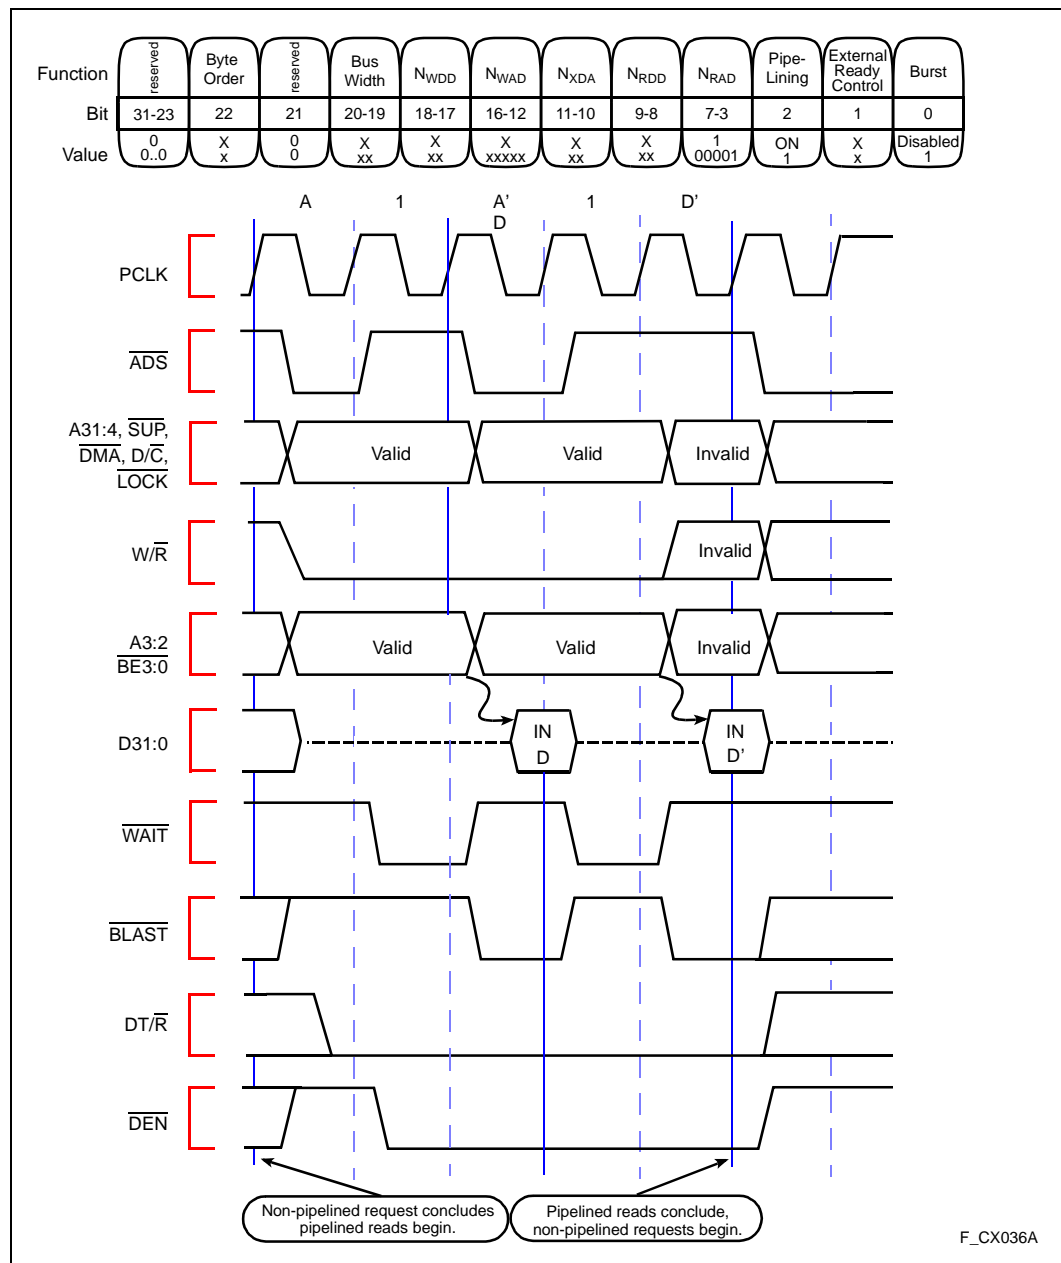 Function reserved Byte Order reserved Bus Width NWDD NWAD NXDA NRDD NRAD Pipe-Lining External Ready Control Burst
Bit 31-23 22 21 20-19 18-17 16-12 11-10 9-8 7-3 2 1 0
Value 0 X 0 X X X X X 1 ON X Disabled
0..0 x 0 xx xx xxxxx xx xx 00001 1 x 1
A 1 A' 1 D'
D
PCLK
ADS
A31:4, SUP,
DMA, D/C,
LOCK
Valid Valid Invalid
W/R
Invalid
A3:2
BE3:0
Valid Valid Invalid
D31:0
IN IN
D D'
WAIT
BLAST
DT/R
DEN
Non-pipelined request concludes
pipelined reads begin.
Pipelined reads conclude,
non-pipelined requests begin.
F_CX036A